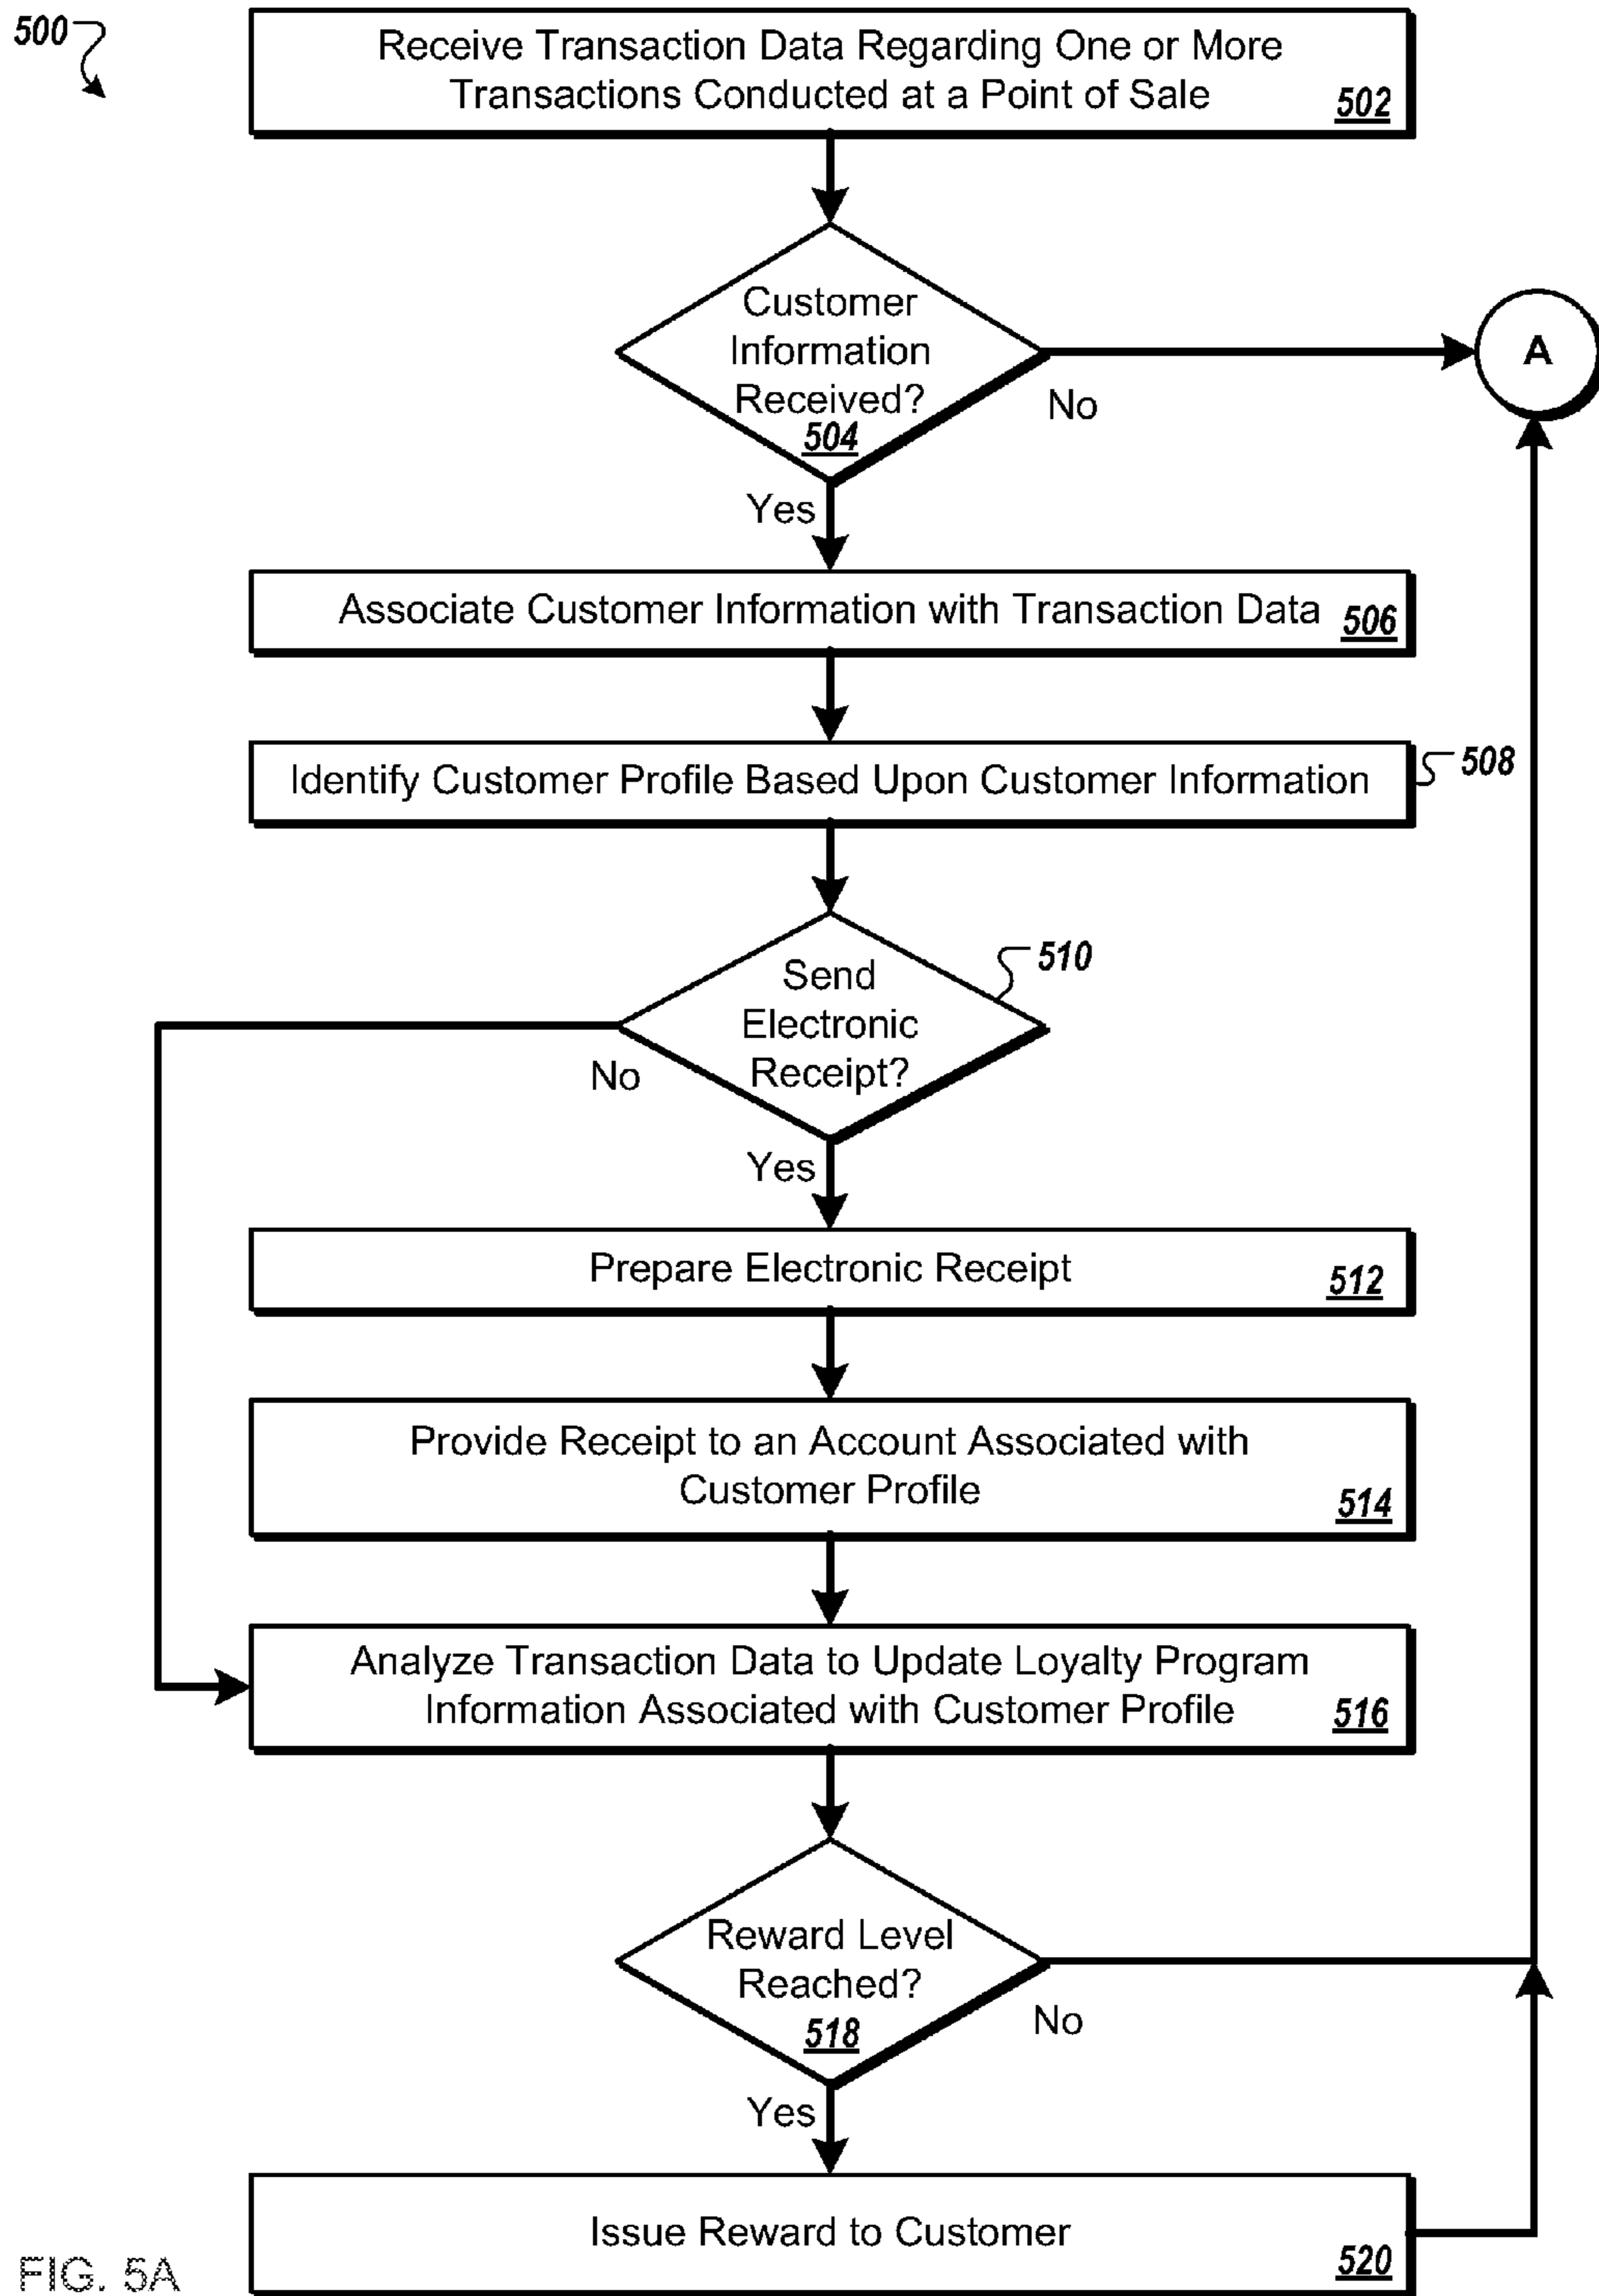 500
Receive Transaction Data Regarding One or More
Transactions Conducted at a Point of Sale
502
Customer
Information
Received?
504
A
No
Yes
Associate Customer Information with Transaction Data
506
Identify Customer Profile Based Upon Customer Information
508
Send
Electronic
Receipt?
510
No
Yes
Prepare Electronic Receipt
512
Provide Receipt to an Account Associated with
Customer Profile
514
Analyze Transaction Data to Update Loyalty Program
Information Associated with Customer Profile
516
Reward Level
Reached?
518
No
Yes
Issue Reward to Customer
520
FIG. 5A